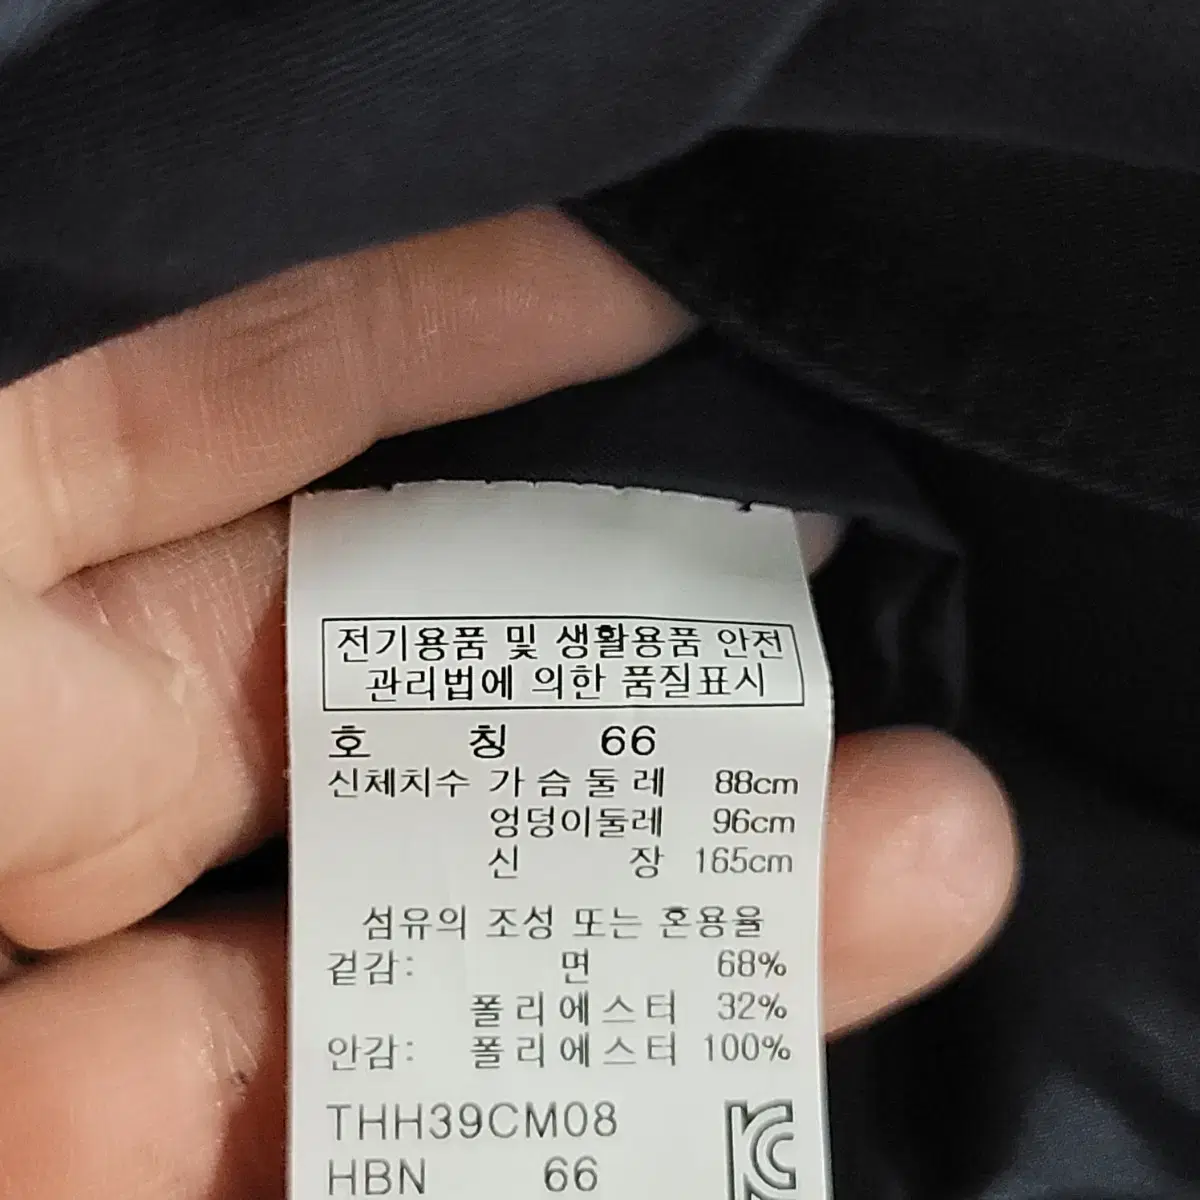 전기용품 및 생활용품 안전
관리법에 의한 품질표시
호 칭 66
신체치수 가슴둘레 88cm
엉덩이둘레 96cm
신 장 165cm
섬유의 조성 또는 혼용율
겉감: 면 68%
폴리에스터 32%
안감: 폴리에스터 100%
THH39CM08
HBN 66